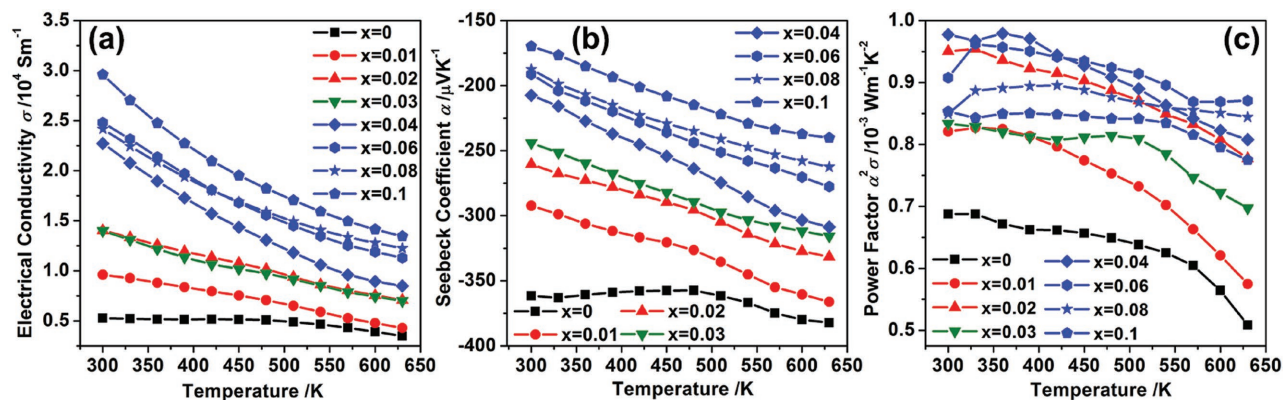 (a)
x=0
x=0.01
x=0.02
x=0.03
x=0.04
x=0.06
x=0.08
x=0.1
3.5
3.0
2.5
2.0
1.5
1.0
0.5
Electrical Conductivity σ /10⁴ Sm⁻¹
300 350 400 450 500 550 600 650
Temperature /K
(b)
x=0.04
x=0.06
x=0.08
x=0.1
-150
-200
-250
-300
-350
-400
Seebeck Coefficient α/μVK⁻¹
x=0 x=0.02
x=0.01 x=0.03
300 350 400 450 500 550 600 650
Temperature /K
(c)
1.0
0.9
0.8
0.7
0.6
0.5
Power Factor α²σ /10⁻³ Wm⁻¹K⁻²
x=0 x=0.04
x=0.01 x=0.06
x=0.02 x=0.08
x=0.03 x=0.1
300 350 400 450 500 550 600 650
Temperature /K